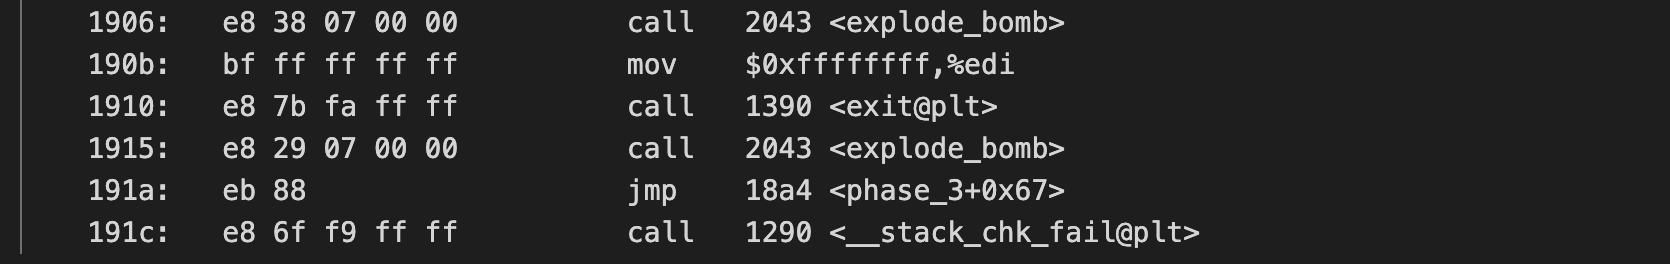 1906: e8 38 07 00 00 call 2043 <explode_bomb>
190b: bf ff ff ff ff mov $0xffffffff,%edi
1910: e8 7b fa ff ff call 1390 <exit@plt>
1915: e8 29 07 00 00 call 2043 <explode_bomb>
191a: eb 88 jmp 18a4 <phase_3+0x67>
191c: e8 6f f9 ff ff call 1290 <__stack_chk_fail@plt>